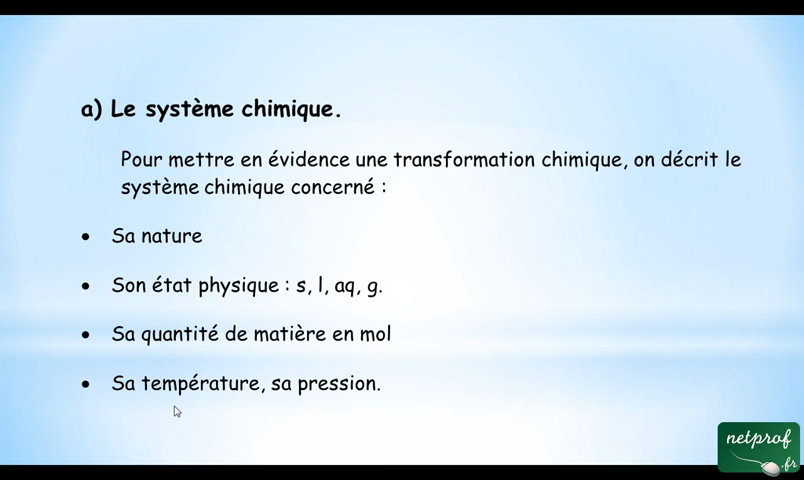 a) Le système chimique.
Pour mettre en évidence une transformation chimique, on décrit le
système chimique concerné :
• Sa nature
• Son état physique : s, l, aq, g.
• Sa quantité de matière en mol
• Sa température, sa pression.
netprof
.fr